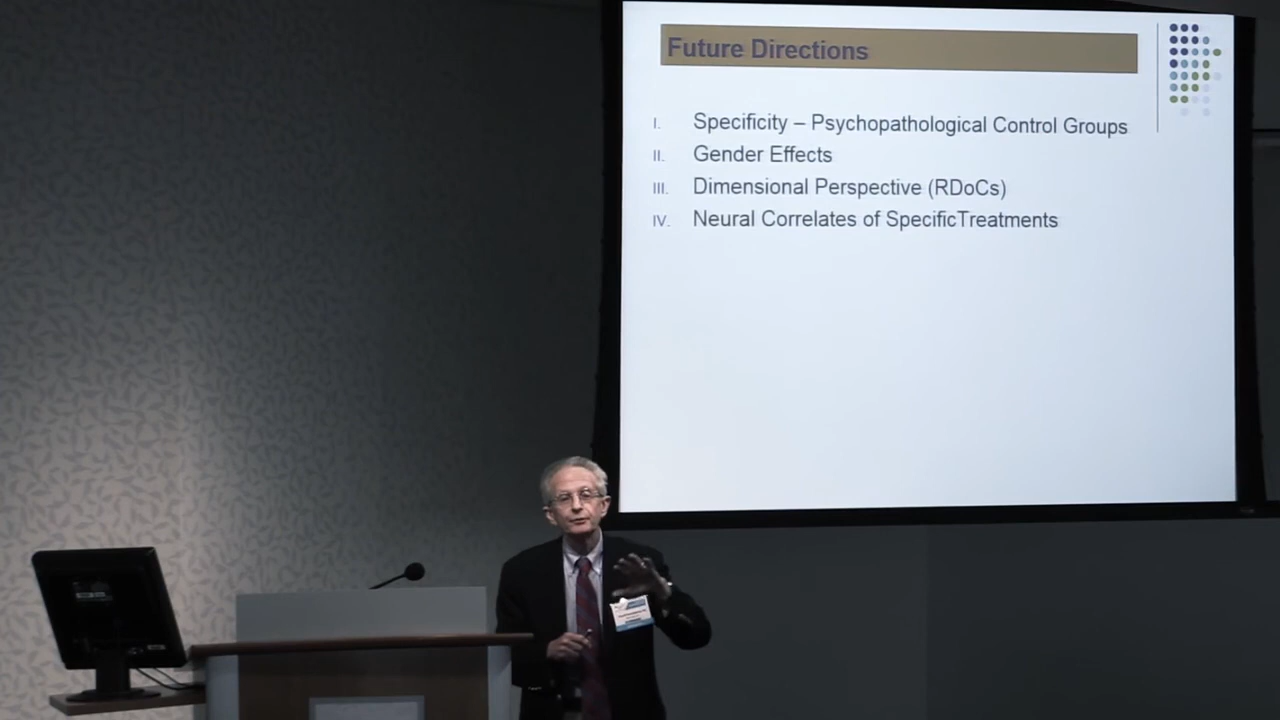 Future Directions
I. Specificity – Psychopathological Control Groups
II. Gender Effects
III. Dimensional Perspective (RDoCs)
IV. Neural Correlates of SpecificTreatments